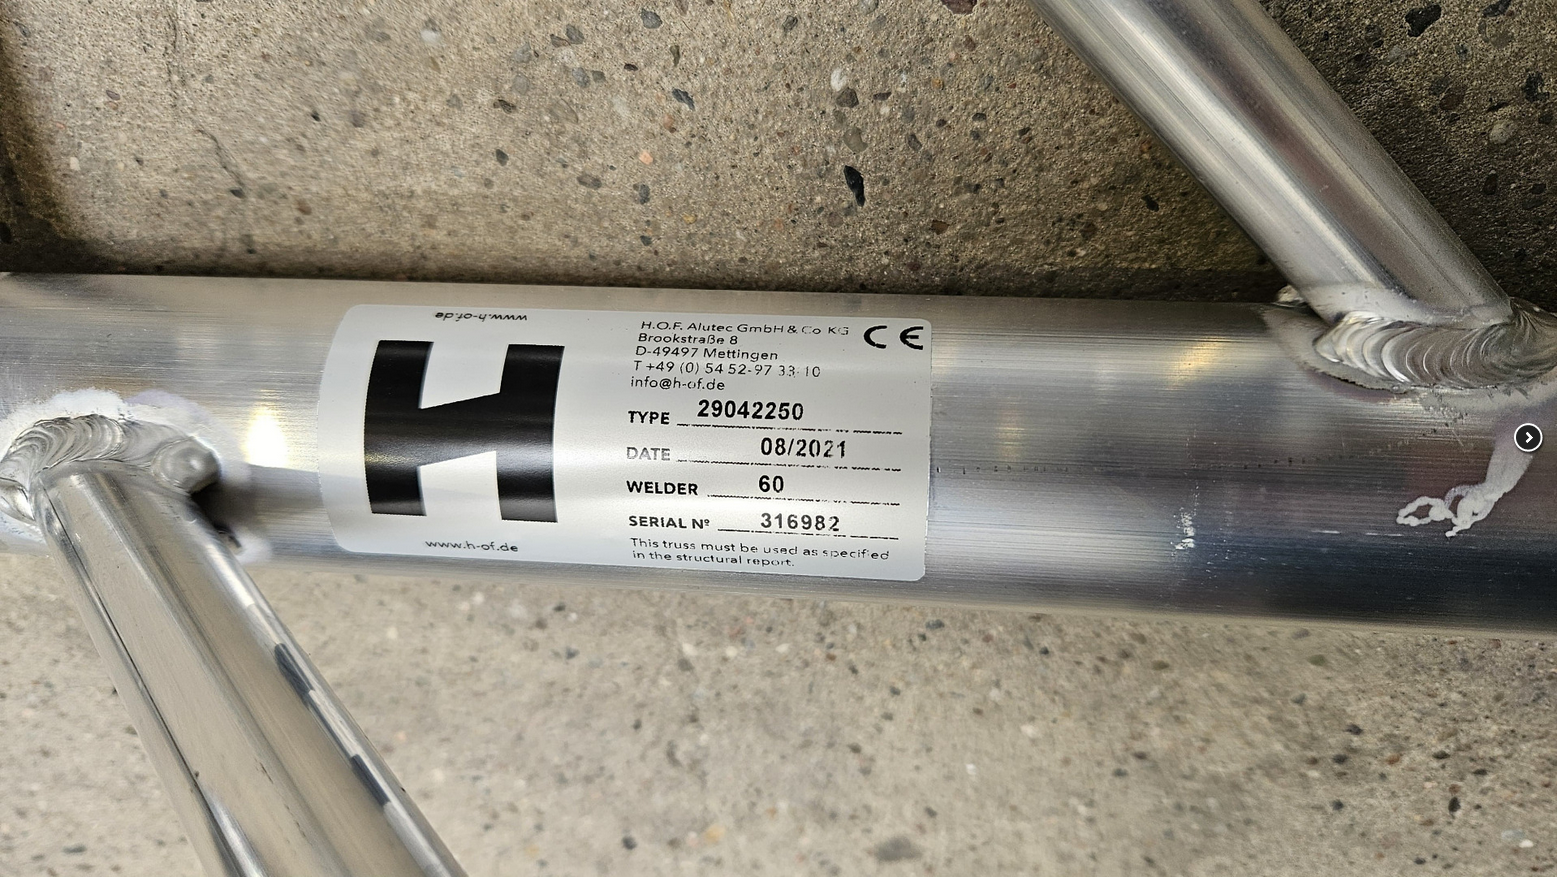 www.h-of.de
H.O.F. Alutec GmbH & Co KG
Brookstraße 8
D-49497 Mettingen
T +49 (0) 54 52-97 33-10
info@h-of.de
CE
H
TYPE 29042250
DATE 08/2021
WELDER 60
SERIAL Nº 316982
This truss must be used as specified
in the structural report.
www.h-of.de